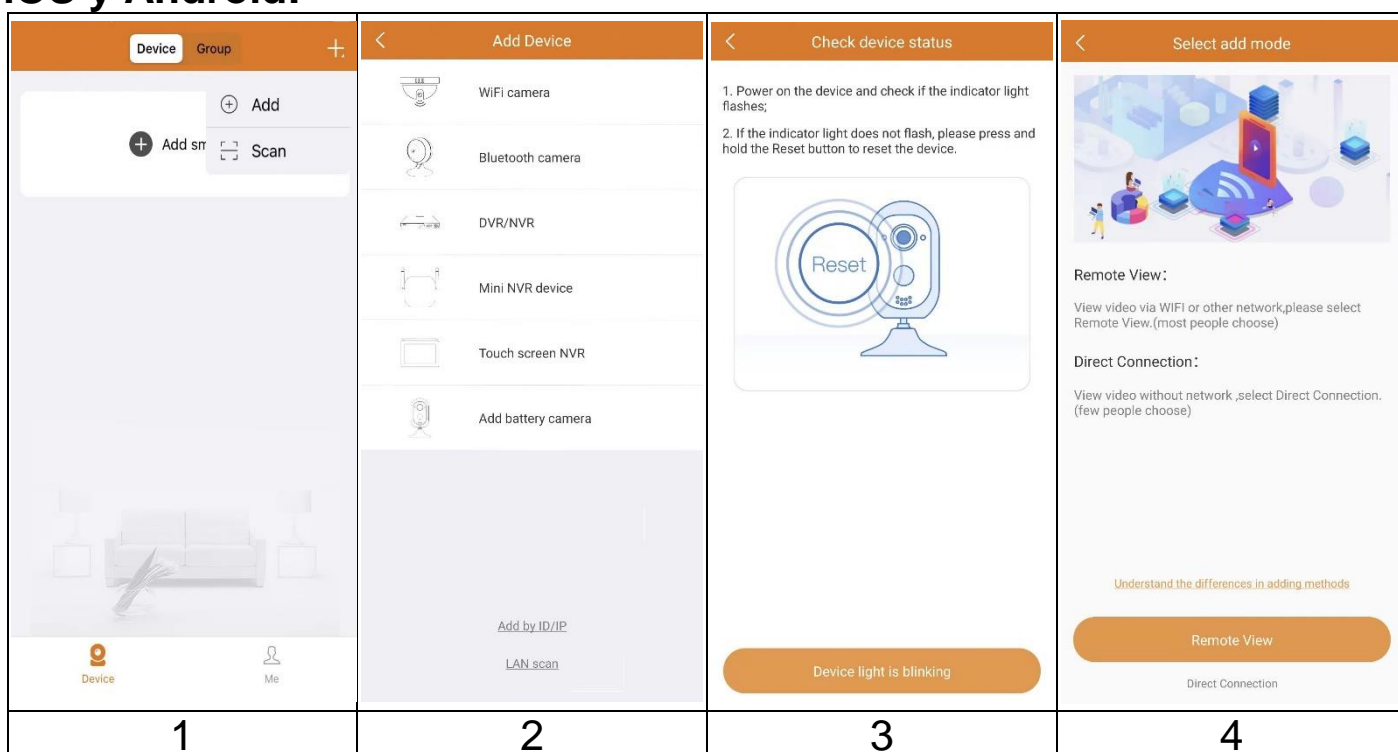 iOS y Android:
Device Group
Add
Add sm
Scan
Device
Me
1
Add Device
WiFi camera
Bluetooth camera
DVR/NVR
Mini NVR device
Touch screen NVR
Add battery camera
Add by ID/IP
LAN scan
2
Check device status
1. Power on the device and check if the indicator light
flashes;
2. If the indicator light does not flash, please press and
hold the Reset button to reset the device.
Reset
Device light is blinking
3
Select add mode
Remote View:
View video via WIFI or other network,please select
Remote View.(most people choose)
Direct Connection:
View video without network ,select Direct Connection.
(few people choose)
Understand the differences in adding methods
Remote View
Direct Connection
4